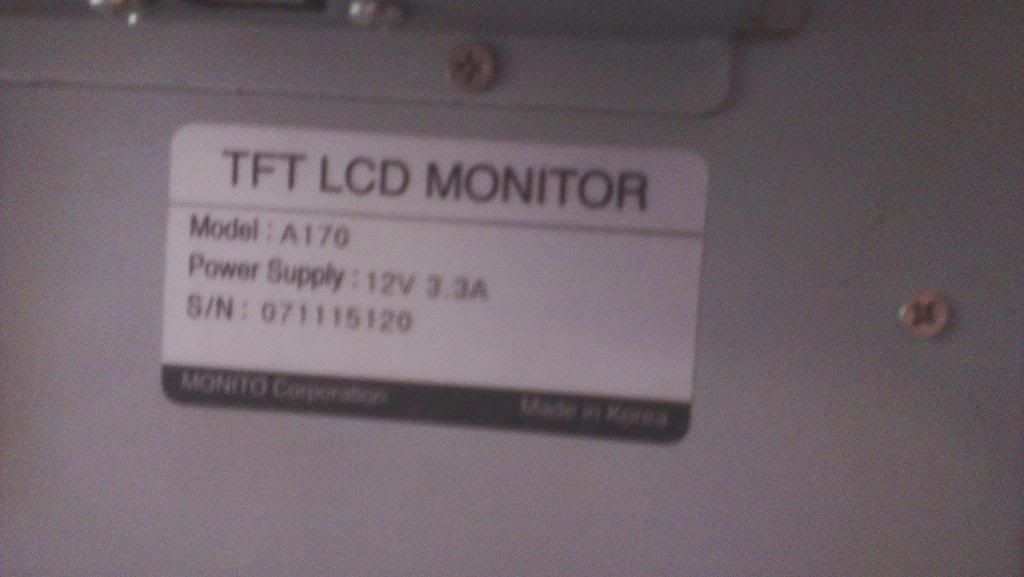 TFT LCD MONITOR
Model : A170
Power Supply : 12V 3.3A
S/N : 071115120
MONITO Corporation Made in Korea